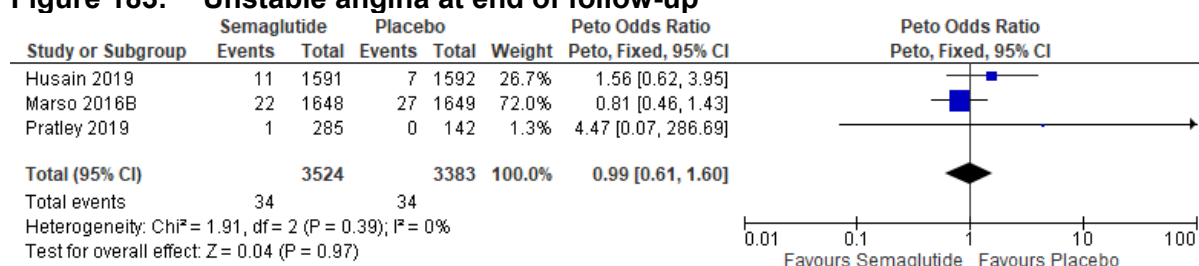 Figure 183: Unstable angina at end of follow-up
Semaglutide Placebo Peto Odds Ratio Peto Odds Ratio
Study or Subgroup Events Total Events Total Weight Peto, Fixed, 95% CI Peto, Fixed, 95% CI
Husain 2019 11 1591 7 1592 26.7% 1.56 [0.62, 3.95]
Marso 2016B 22 1648 27 1649 72.0% 0.81 [0.46, 1.43]
Pratley 2019 1 285 0 142 1.3% 4.47 [0.07, 286.69]
Total (95% CI) 3524 3383 100.0% 0.99 [0.61, 1.60]
Total events 34 34
Heterogeneity: Chi² = 1.91, df = 2 (P = 0.39); I² = 0%
Test for overall effect: Z = 0.04 (P = 0.97)
0.01 0.1 1 10 100
Favours Semaglutide Favours Placebo